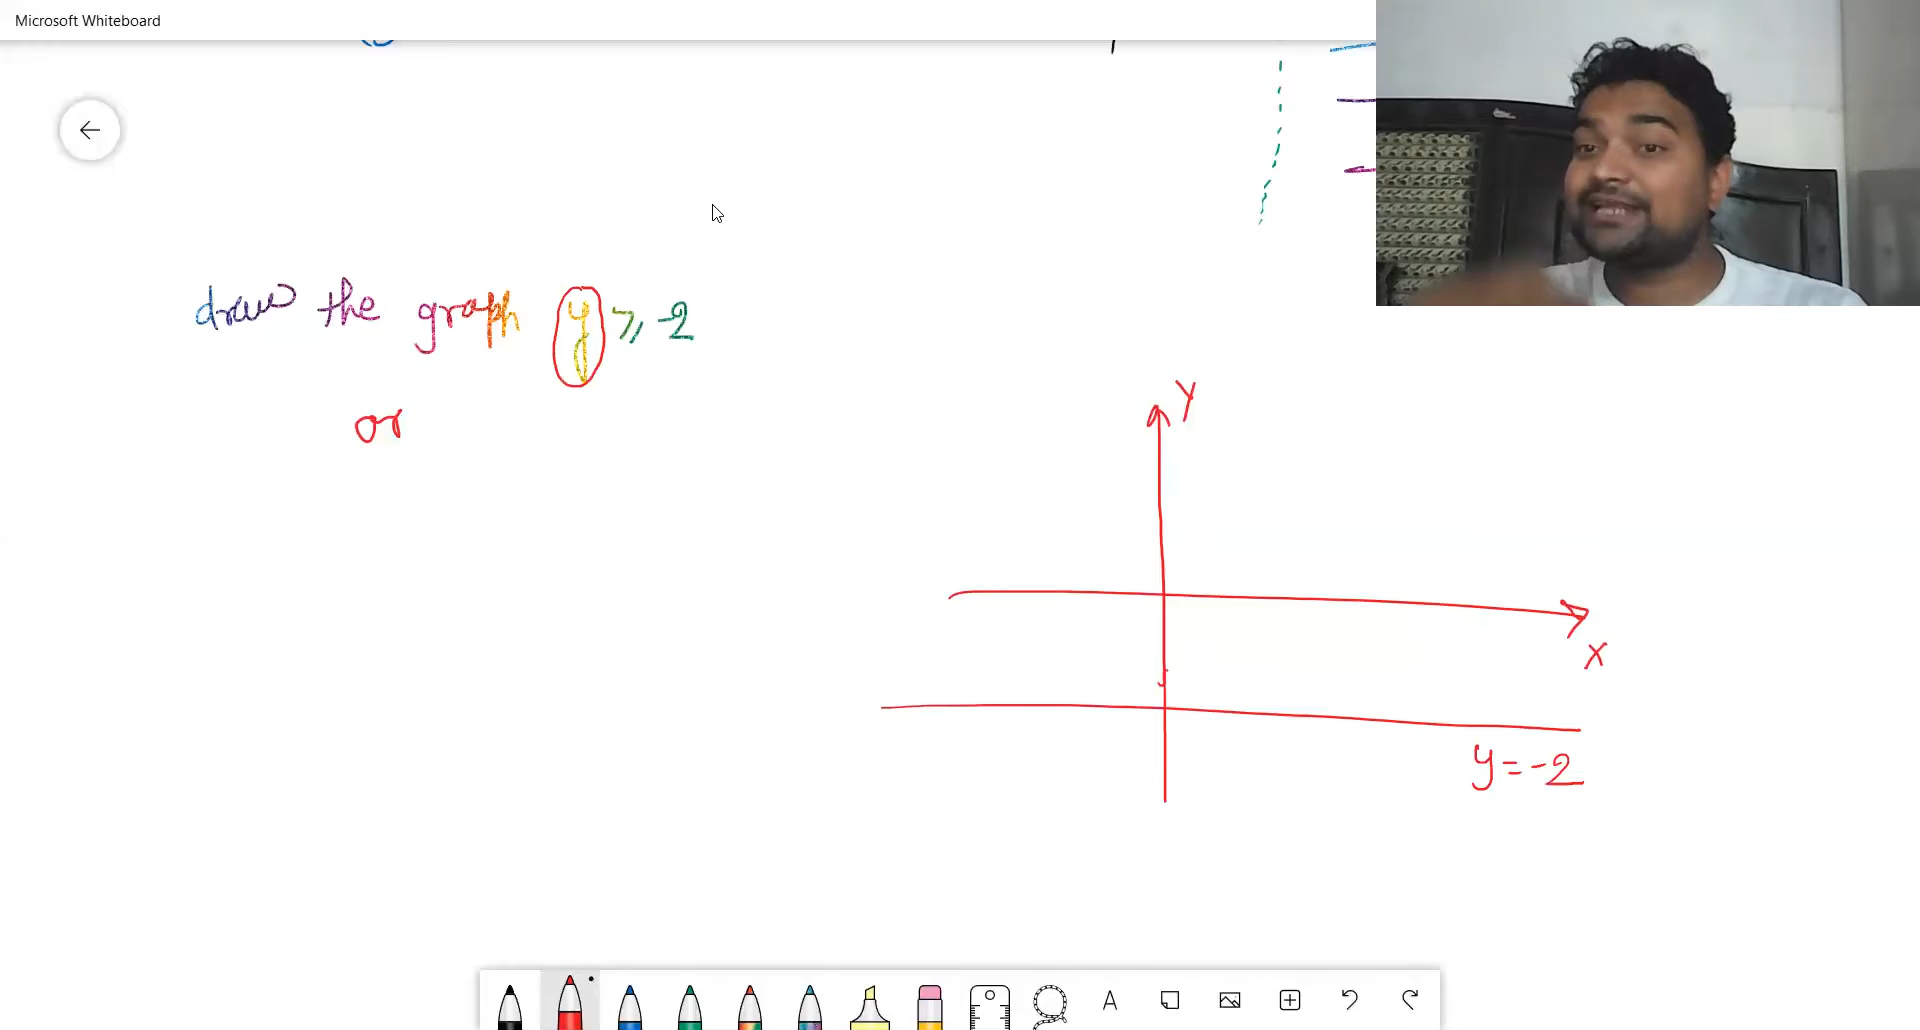 Microsoft Whiteboard
draw the graph y ⩾ -2
or
Y
X
y = -2
A